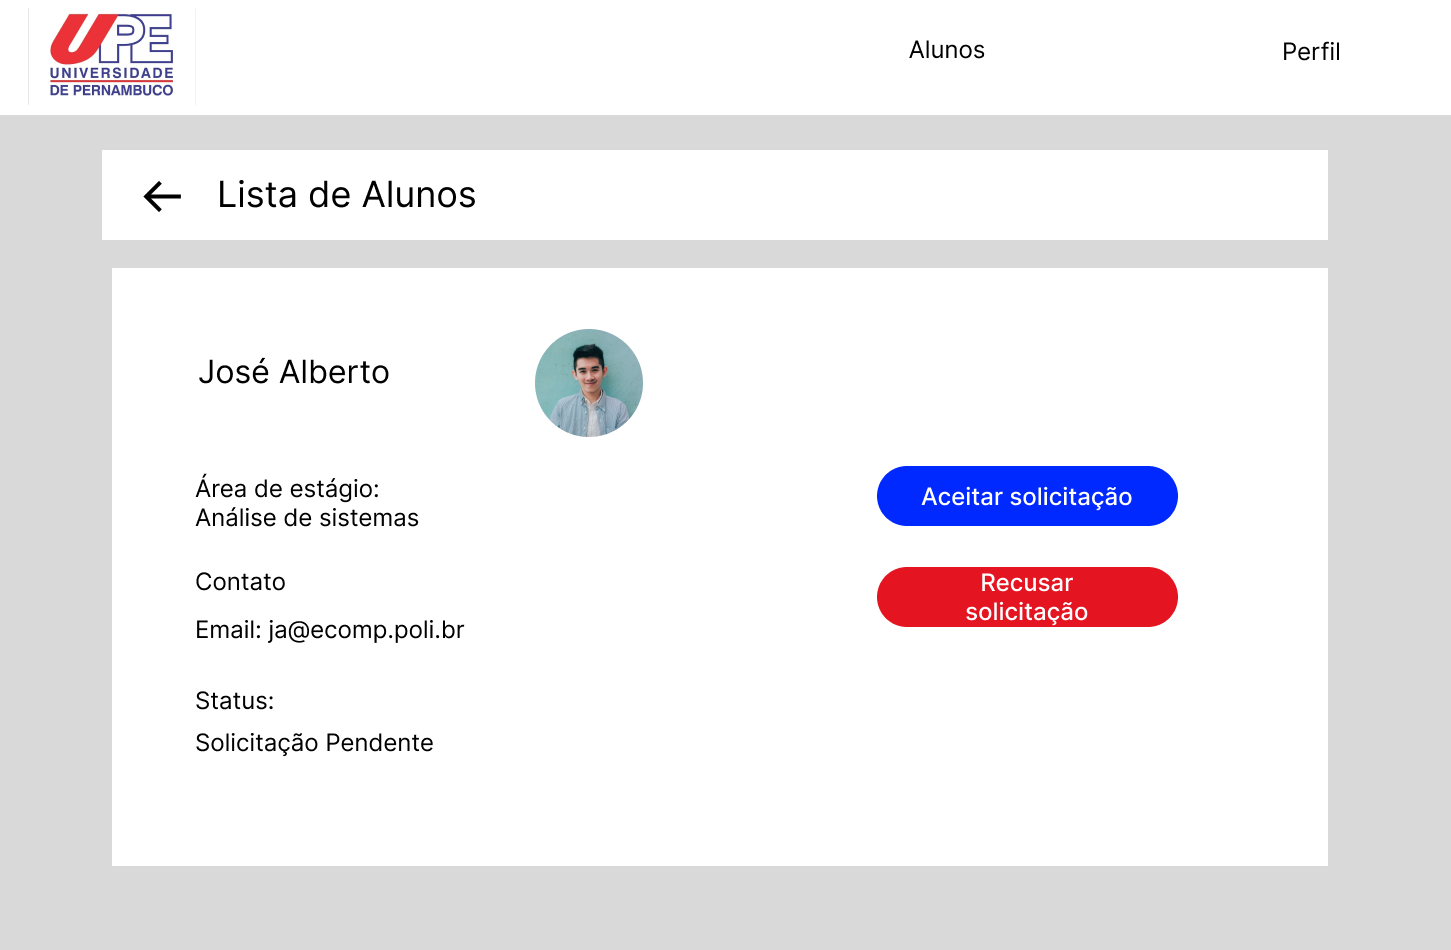 UPE
UNIVERSIDADE
DE PERNAMBUCO
Alunos
Perfil
Lista de Alunos
José Alberto
Área de estágio:
Análise de sistemas
Aceitar solicitação
Contato
Recusar
solicitação
Email: ja@ecomp.poli.br
Status:
Solicitação Pendente